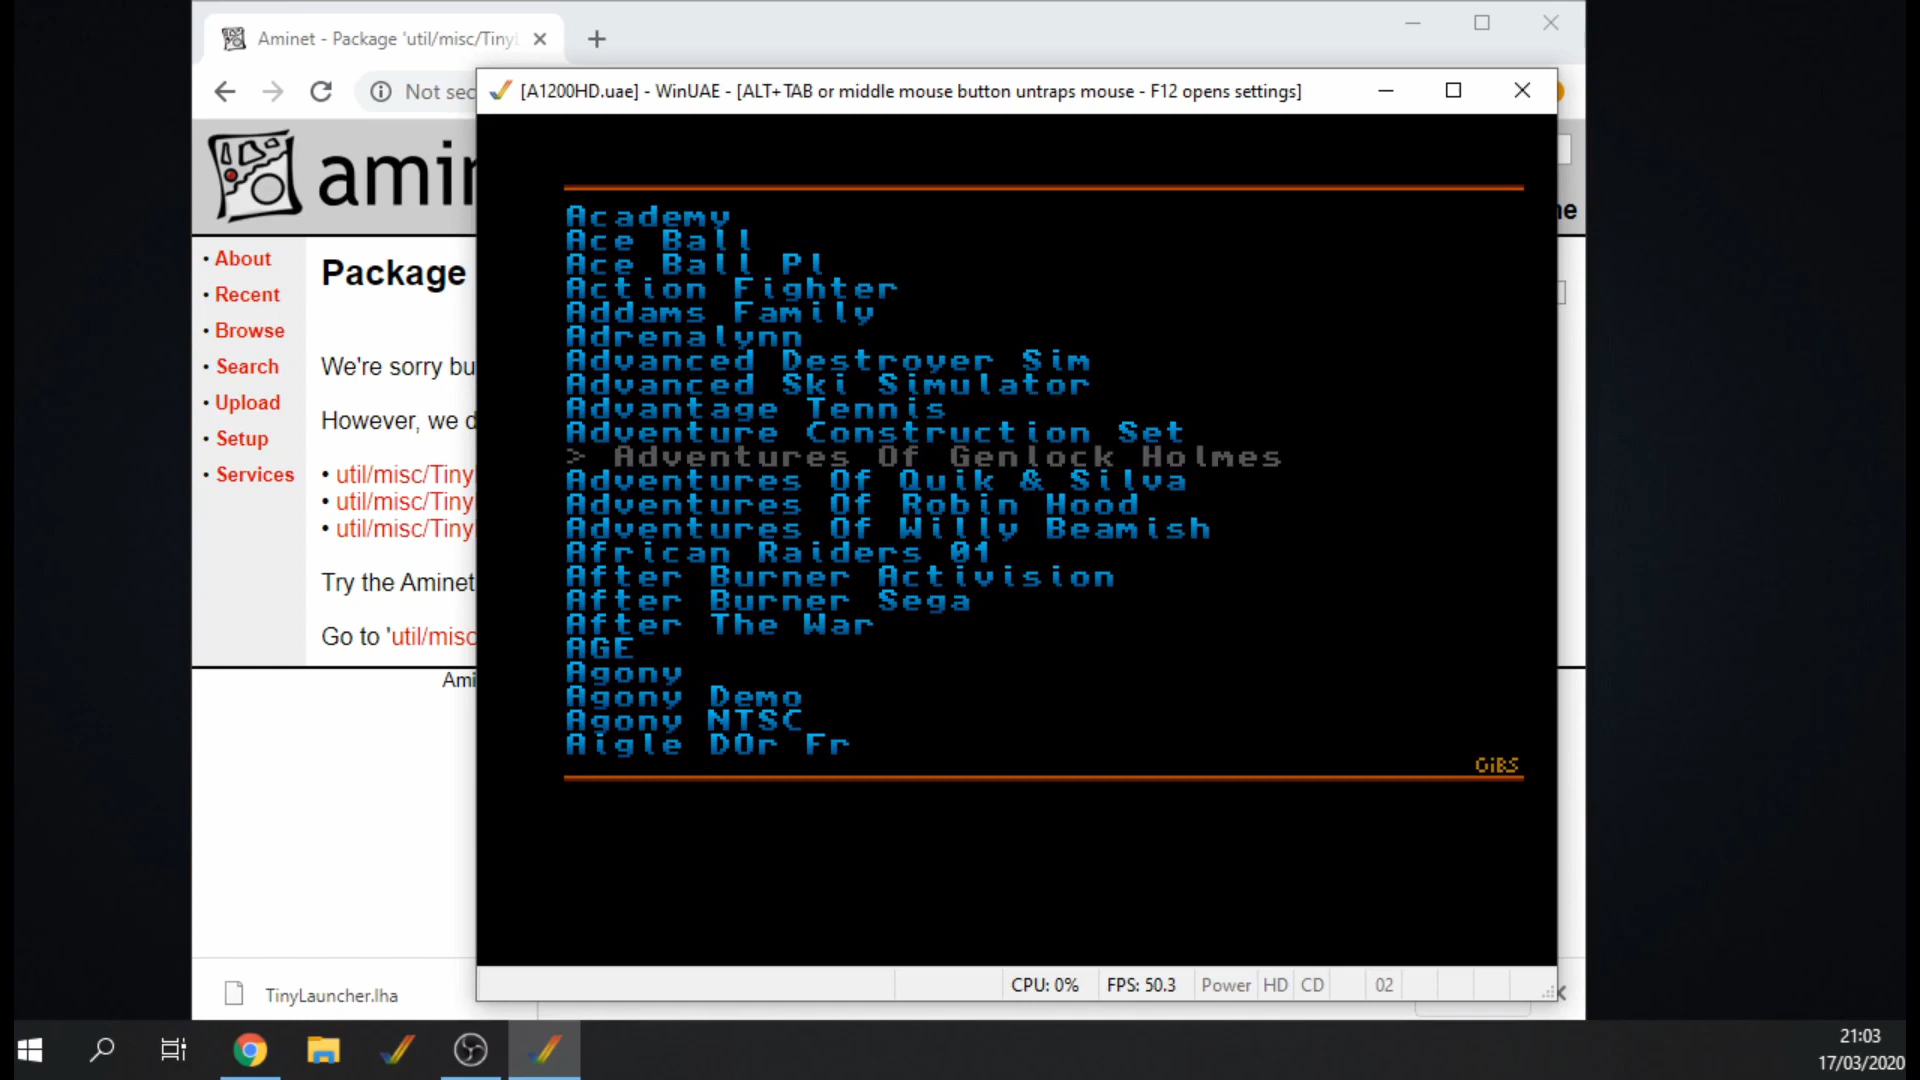 Aminet - Package 'util/misc/Tiny
Not sec
[A1200HD.uae] - WinUAE - [ALT+TAB or middle mouse button untraps mouse - F12 opens settings]
amin
ne
• About
• Recent
• Browse
• Search
• Upload
• Setup
• Services
Package
We're sorry bu
However, we d
• util/misc/Tiny
• util/misc/Tiny
• util/misc/Tiny
Try the Aminet
Go to 'util/misc
Ami
Academy
Ace Ball
Ace Ball Pl
Action Fighter
Addams Family
Adrenalynn
Advanced Destroyer Sim
Advanced Ski Simulator
Advantage Tennis
Adventure Construction Set
> Adventures Of Genlock Holmes
Adventures Of Quik & Silva
Adventures Of Robin Hood
Adventures Of Willy Beamish
African Raiders 01
After Burner Activision
After Burner Sega
After The War
AGE
Agony
Agony Demo
Agony NTSC
Aigle DOr Fr
GiBS
CPU: 0% FPS: 50.3 Power HD CD 02
TinyLauncher.lha
21:03
17/03/2020